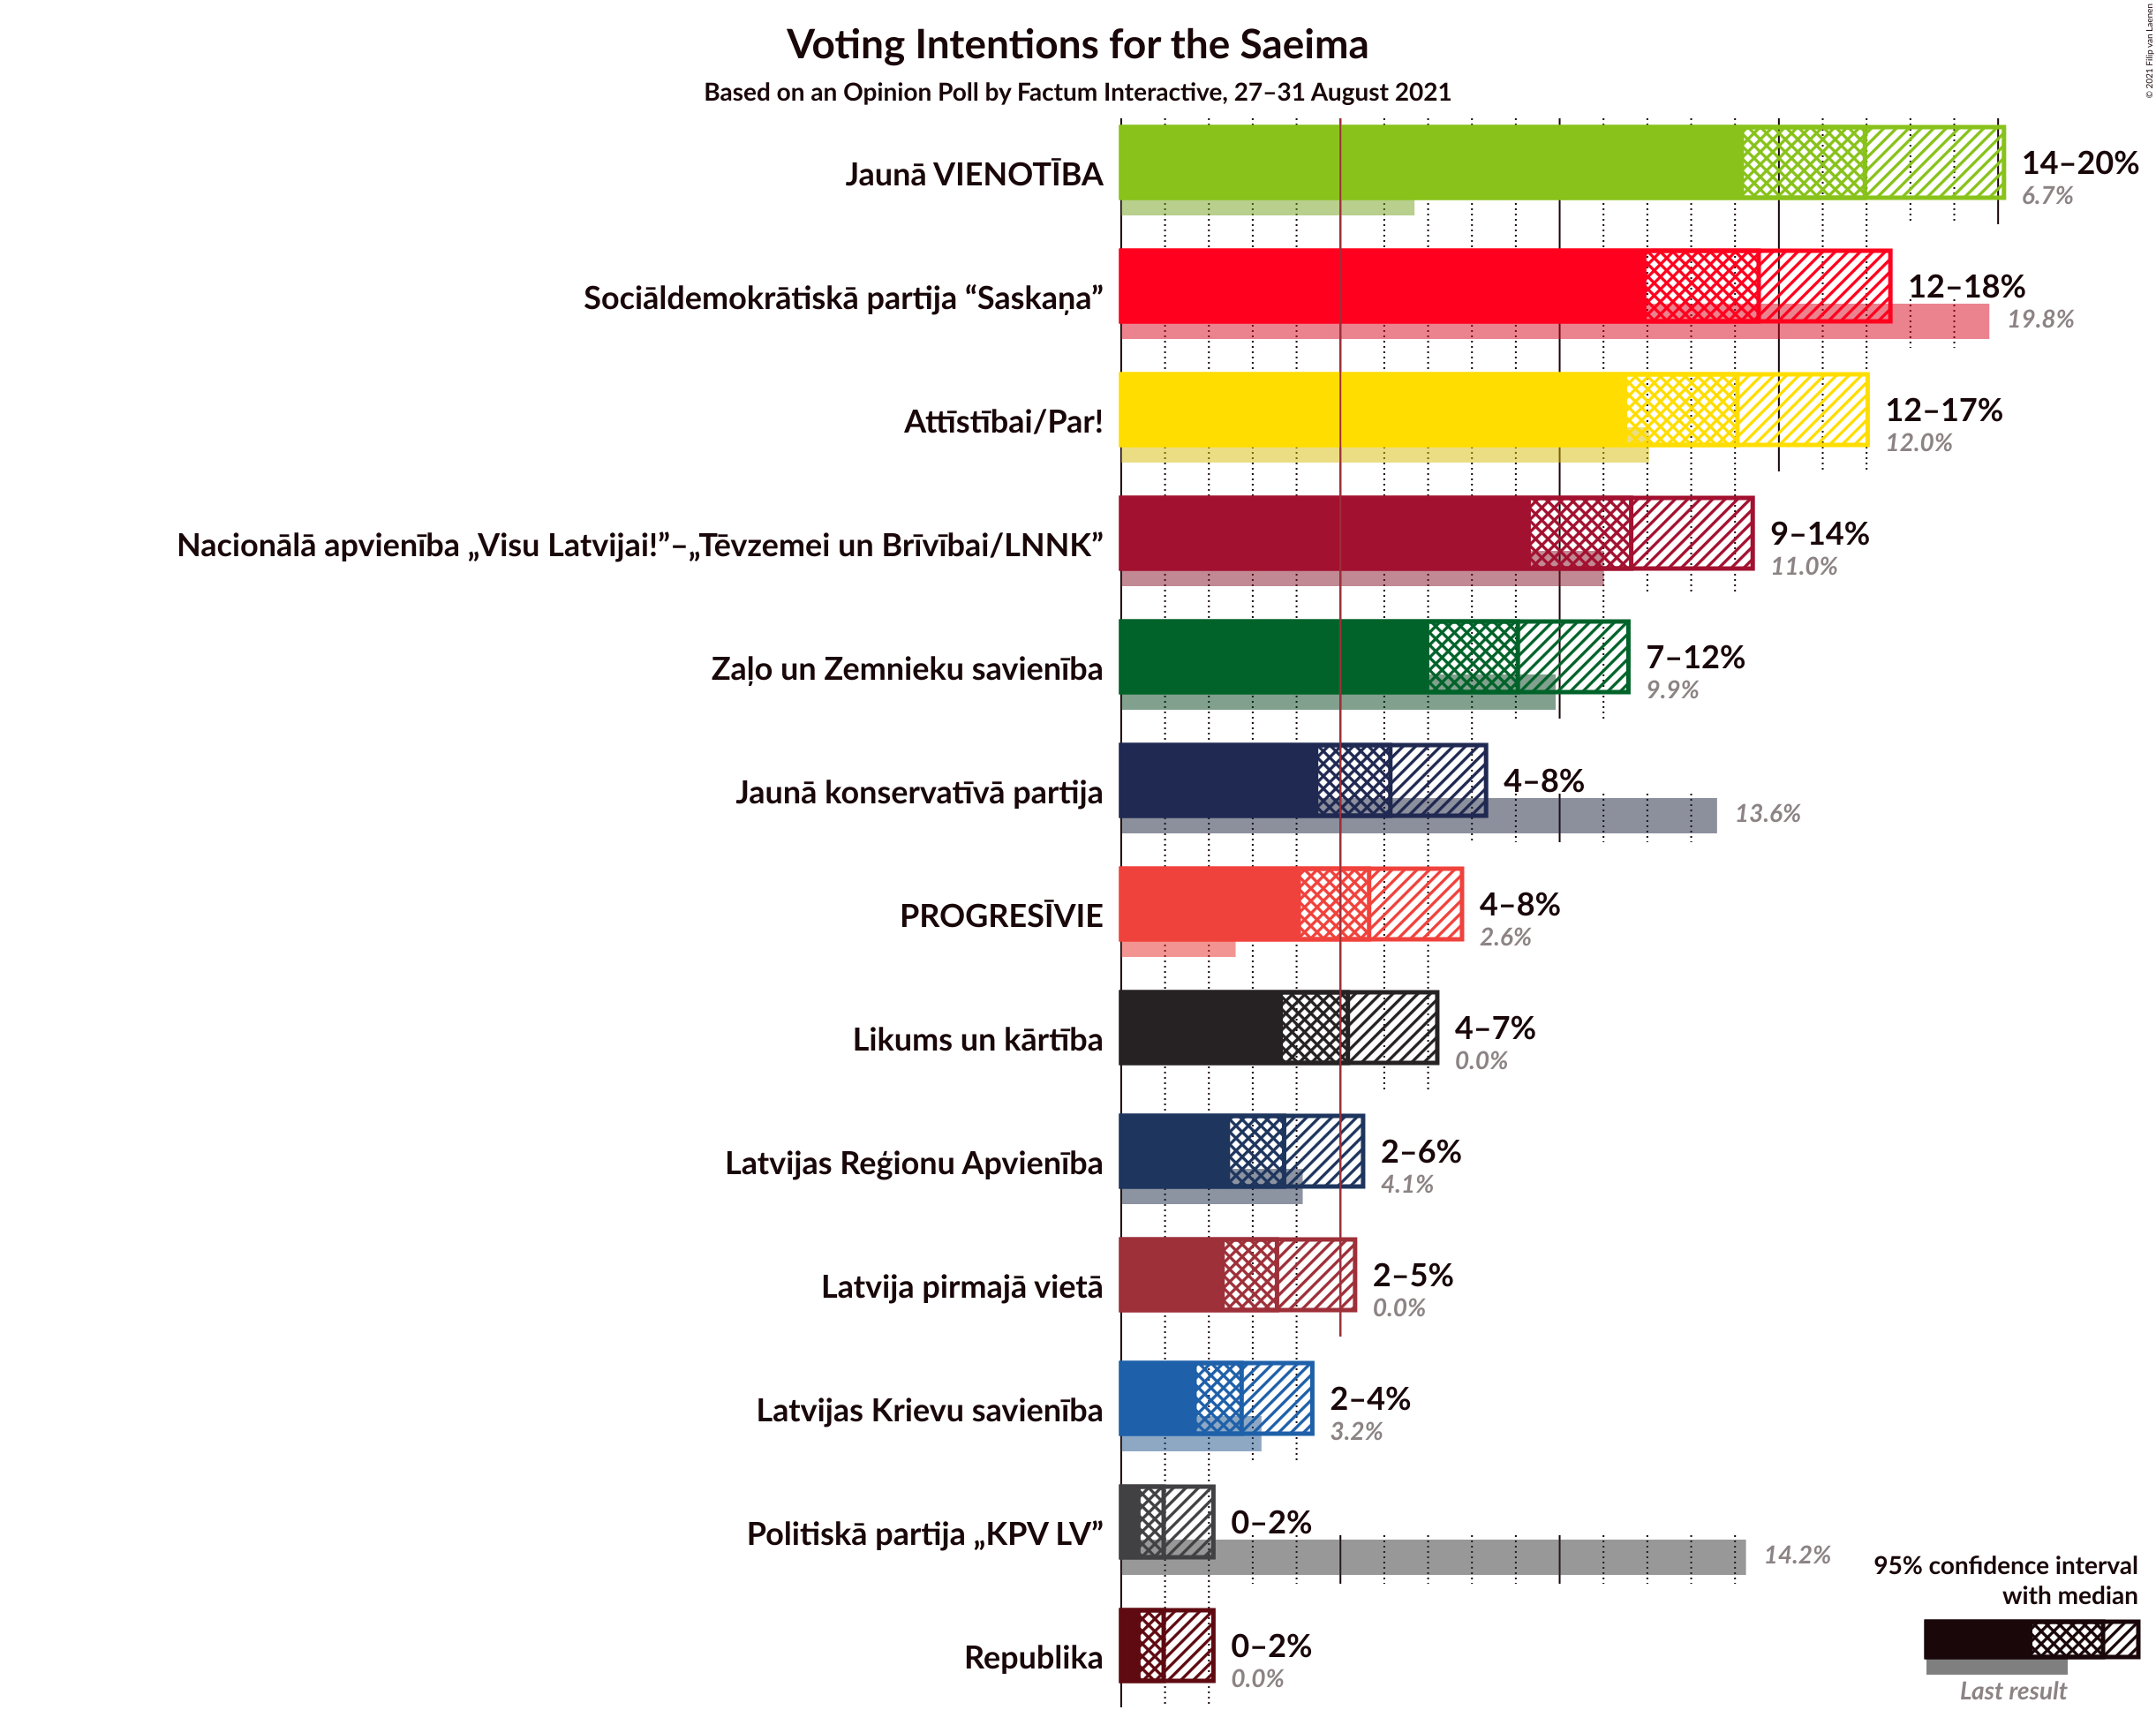 Voting Intentions for the Saeima
Based on an Opinion Poll by Factum Interactive, 27–31 August 2021
© 2021 Filip van Laenen
Jaunā VIENOTĪBA
14–20%
6.7%
Sociāldemokrātiskā partija “Saskaņa”
12–18%
19.8%
Attīstībai/Par!
12–17%
12.0%
Nacionālā apvienība „Visu Latvijai!”–„Tēvzemei un Brīvībai/LNNK”
9–14%
11.0%
Zaļo un Zemnieku savienība
7–12%
9.9%
Jaunā konservatīvā partija
4–8%
13.6%
PROGRESĪVIE
4–8%
2.6%
Likums un kārtība
4–7%
0.0%
Latvijas Reģionu Apvienība
2–6%
4.1%
Latvija pirmajā vietā
2–5%
0.0%
Latvijas Krievu savienība
2–4%
3.2%
Politiskā partija „KPV LV”
0–2%
14.2%
Republika
0–2%
0.0%
95% confidence interval
with median
Last result